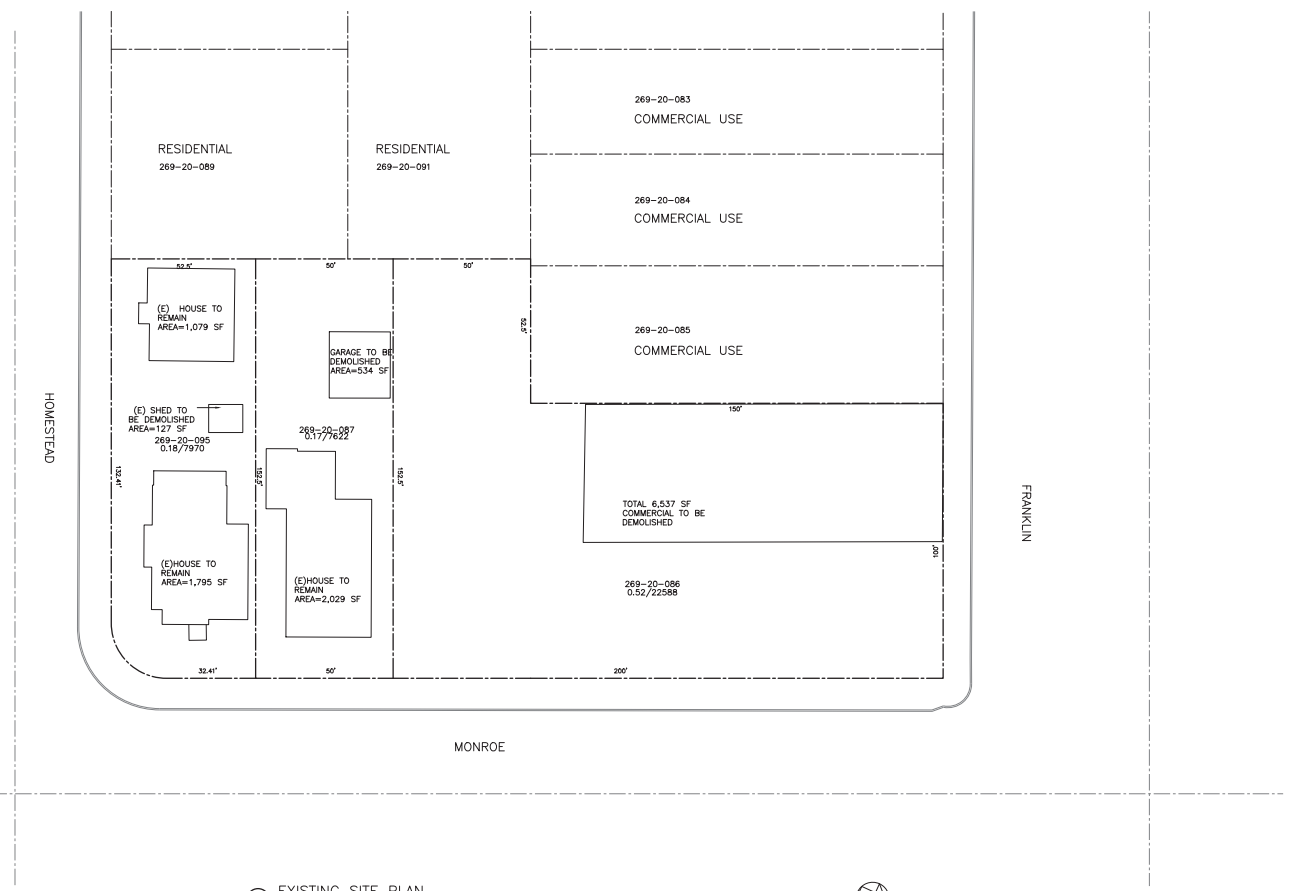 269-20-083
COMMERCIAL USE
RESIDENTIAL
269-20-089
RESIDENTIAL
269-20-091
269-20-084
COMMERCIAL USE
52.5'
50'
50'
(E) HOUSE TO
REMAIN
AREA=1,079 SF
52.5'
269-20-085
COMMERCIAL USE
GARAGE TO BE
DEMOLISHED
AREA=534 SF
HOMESTEAD
(E) SHED TO
BE DEMOLISHED
AREA=127 SF
269-20-095
0.18/7970
269-20-087
0.17/7622
150'
132.41'
152.5'
152.5'
TOTAL 6,537 SF
COMMERCIAL TO BE
DEMOLISHED
FRANKLIN
100'
(E)HOUSE TO
REMAIN
AREA=1,795 SF
(E)HOUSE TO
REMAIN
AREA=2,029 SF
269-20-086
0.52/22588
32.41'
50'
200'
MONROE
EXISTING SITE PLAN